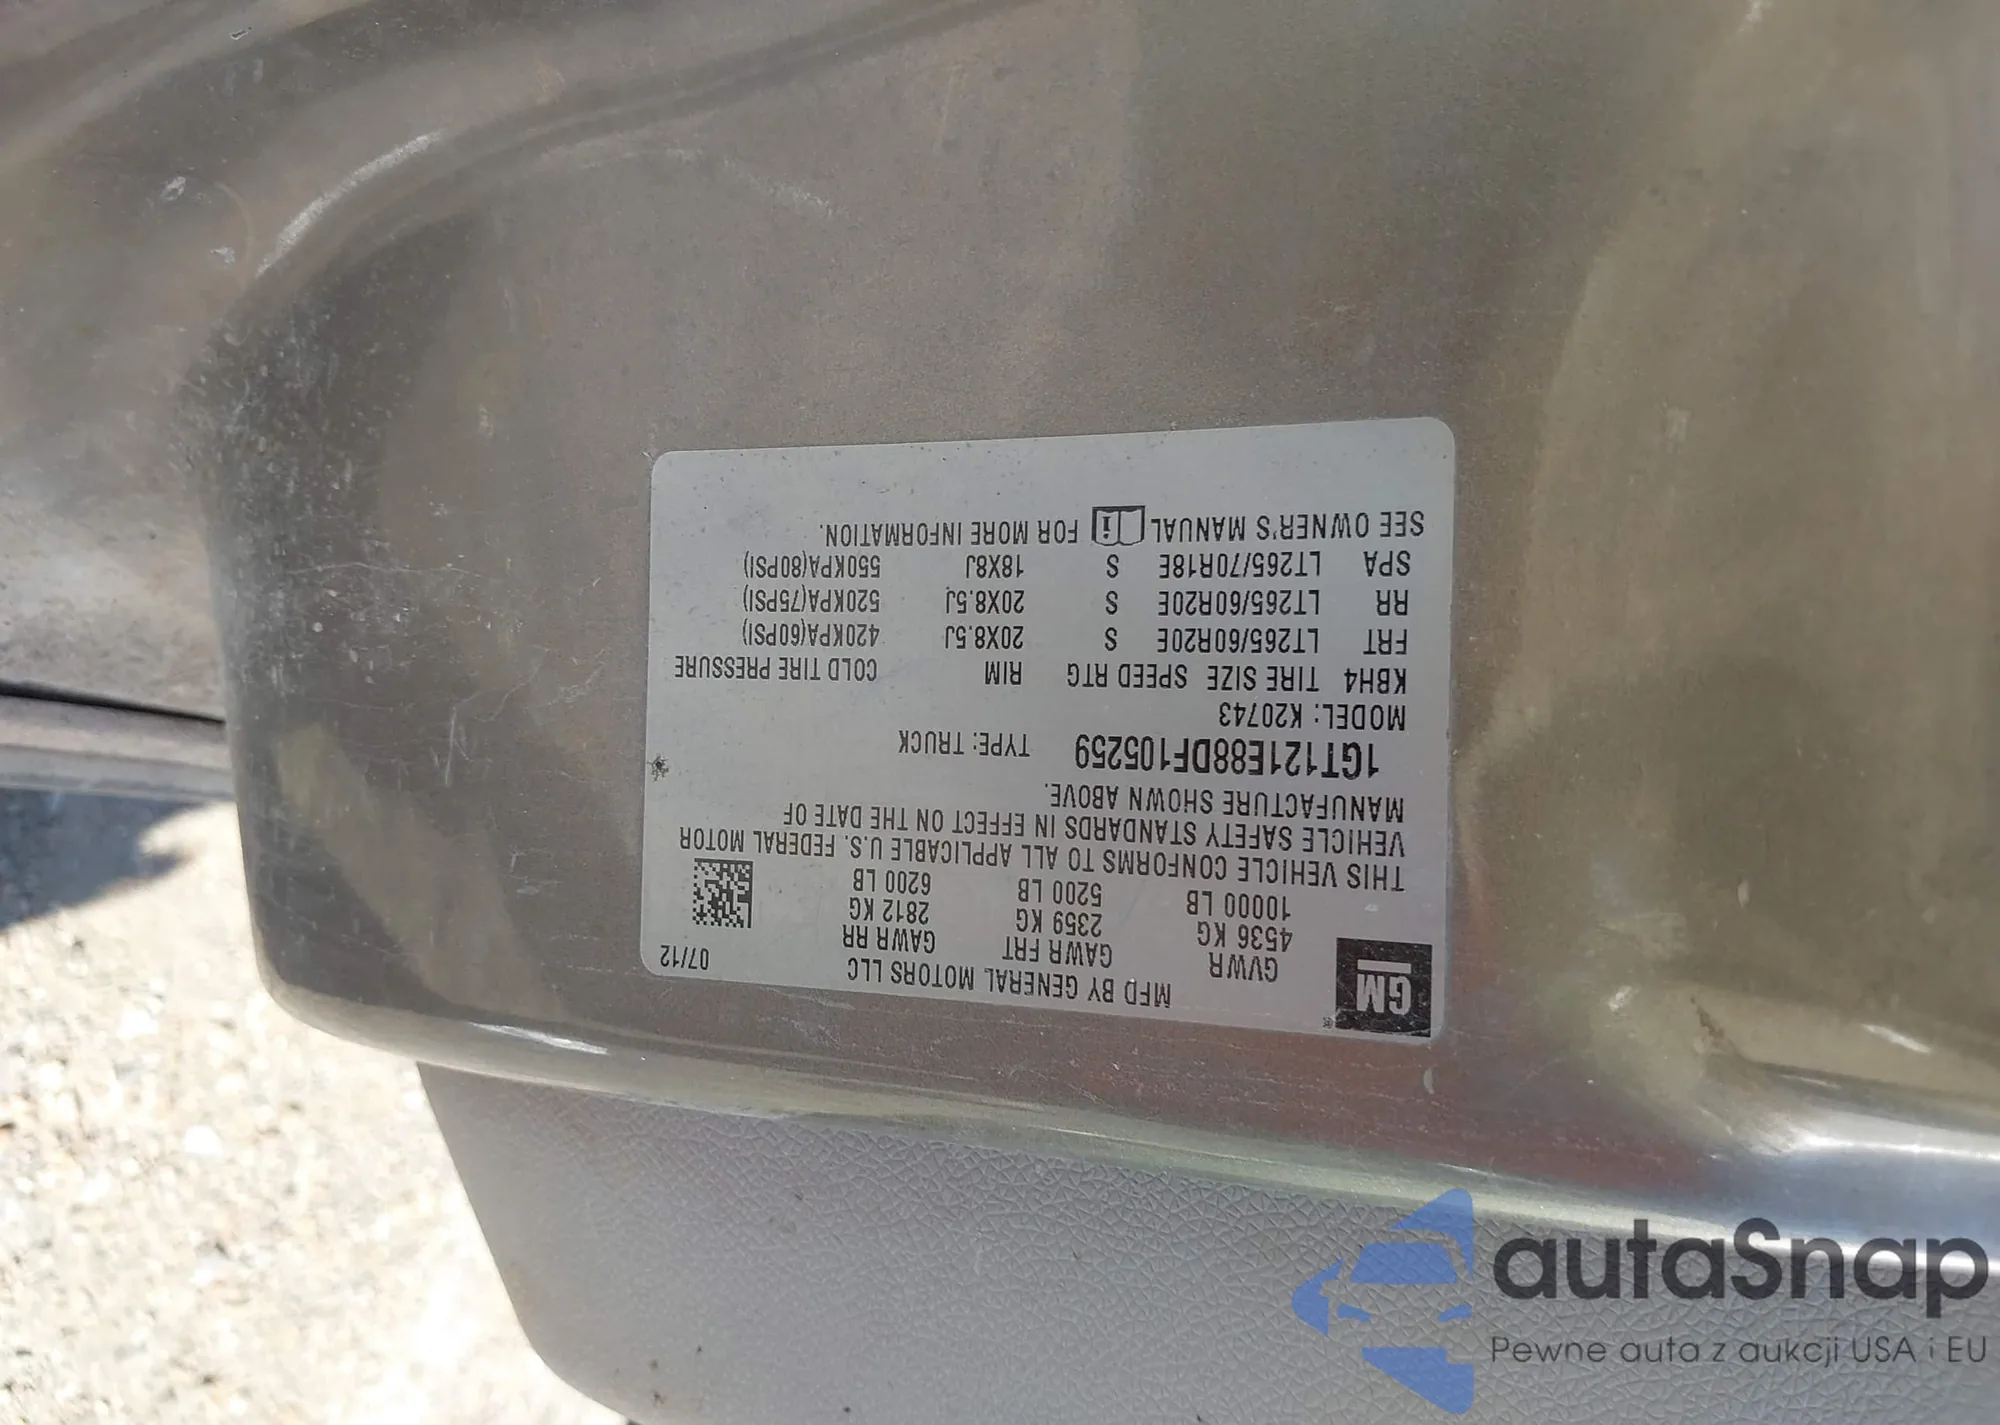 GM
MFD BY GENERAL MOTORS LLC 07/12
GVWR GAWR FRT GAWR RR
4536 KG 2359 KG 2812 KG
10000 LB 5200 LB 6200 LB
THIS VEHICLE CONFORMS TO ALL APPLICABLE U.S. FEDERAL MOTOR
VEHICLE SAFETY STANDARDS IN EFFECT ON THE DATE OF
MANUFACTURE SHOWN ABOVE.
1GT121E88DF105259 TYPE: TRUCK
MODEL: K20743
KBH4 TIRE SIZE SPEED RTG RIM COLD TIRE PRESSURE
FRT LT265/60R20E S 20X8.5J 420KPA(60PSI)
RR LT265/60R20E S 20X8.5J 520KPA(75PSI)
SPA LT265/70R18E S 18X8J 550KPA(80PSI)
SEE OWNER'S MANUAL i FOR MORE INFORMATION.
autaSnap
Pewne auta z aukcji USA i EU